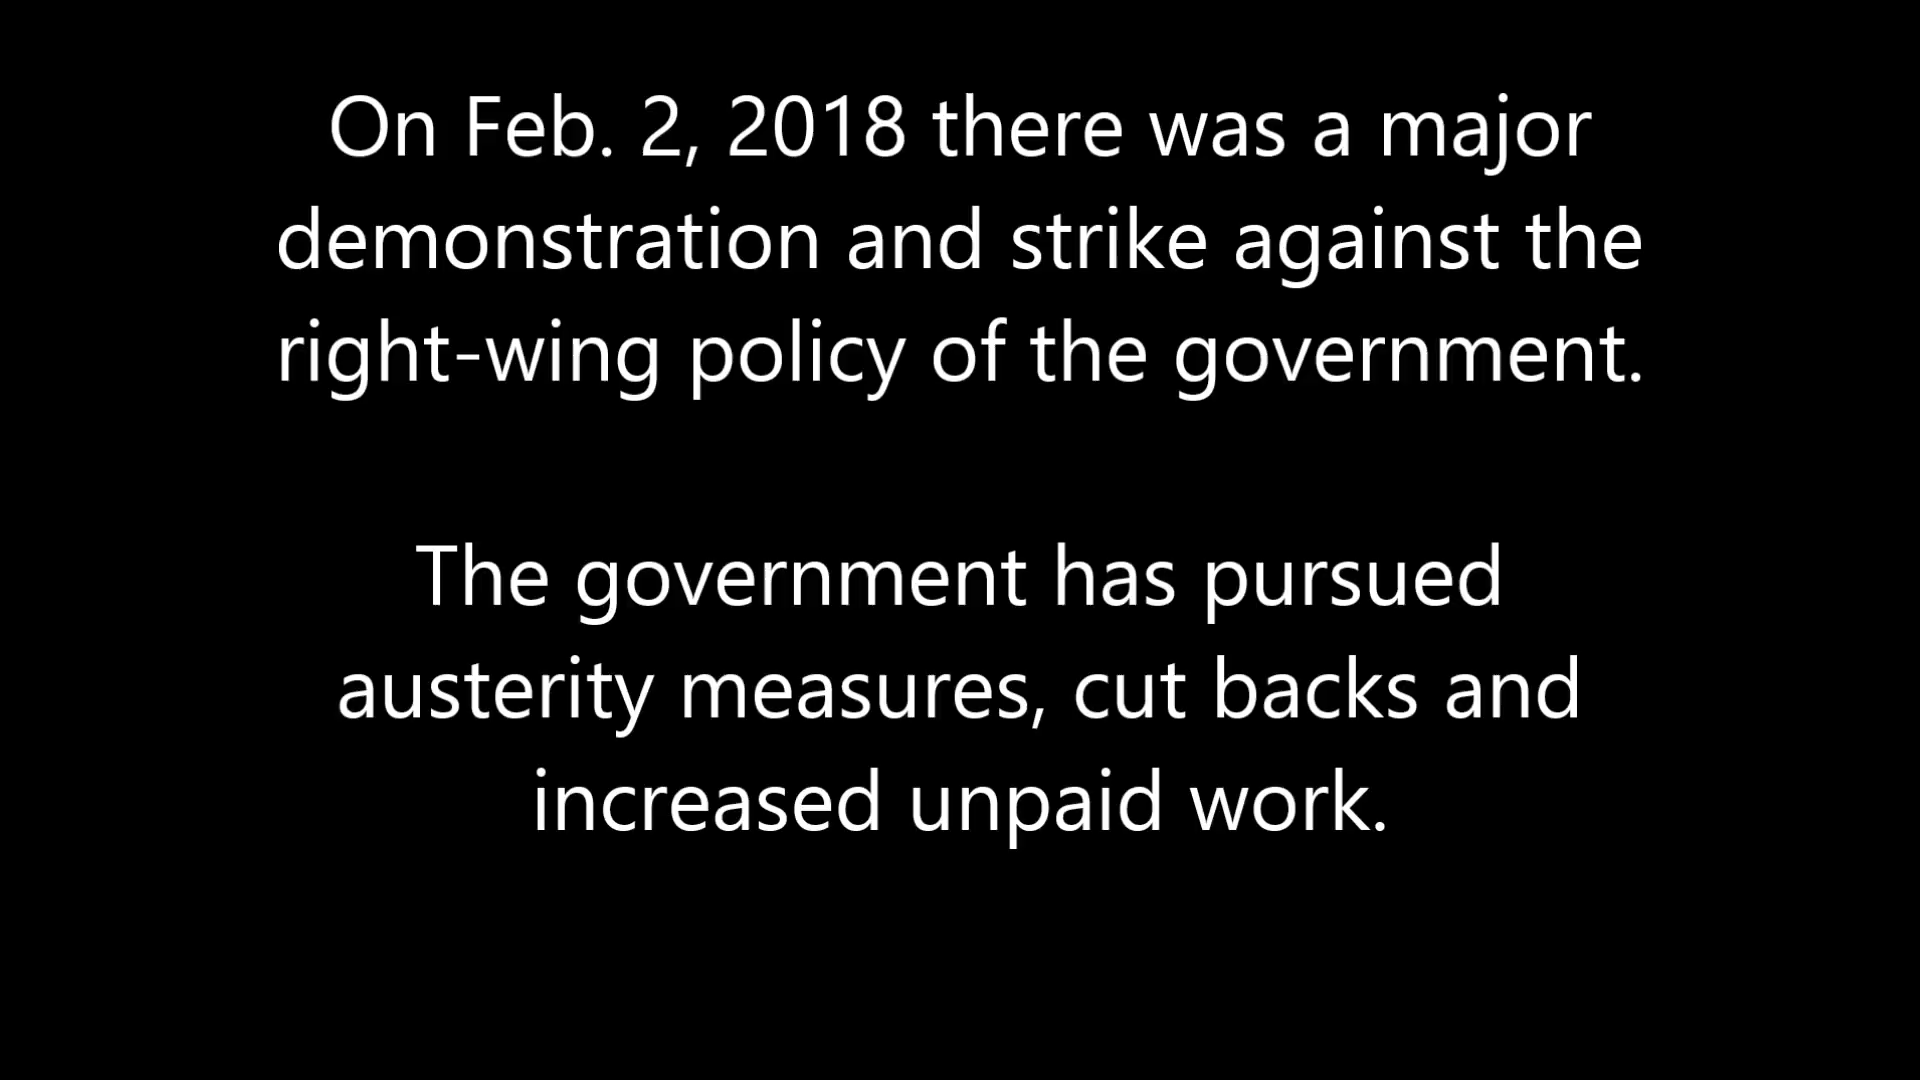 On Feb. 2, 2018 there was a major
demonstration and strike against the
right-wing policy of the government.
The government has pursued
austerity measures, cut backs and
increased unpaid work.